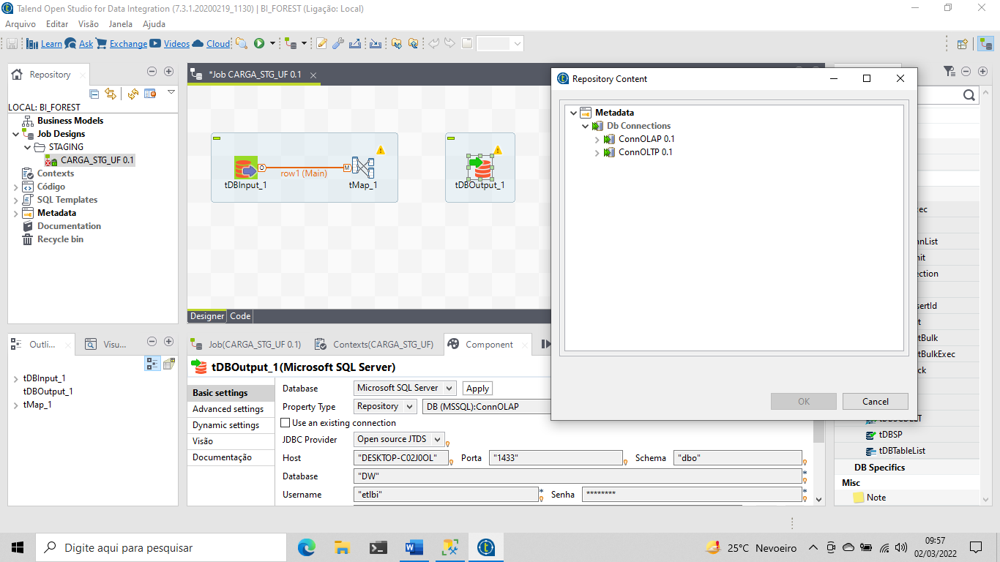 Talend Open Studio for Data Integration (7.3.1.20200219_1130) | BI_FOREST (Ligação: Local)
Arquivo Editar Visão Janela Ajuda
Learn Ask Exchange Videos Cloud
Repository
LOCAL: BI_FOREST
Business Models
Job Designs
STAGING
CARGA_STG_UF 0.1
Contexts
Código
SQL Templates
Metadata
Documentation
Recycle bin
*Job CARGA_STG_UF 0.1
row1 (Main)
tDBInput_1
tMap_1
tDBOutput_1
Designer Code
Repository Content
Metadata
Db Connections
ConnOLAP 0.1
ConnOLTP 0.1
OK Cancel
ec
nnList
nit
ection
sertId
t
tBulk
tBulkExec
ck
tDBSP
tDBTableList
DB Specifics
Misc
Note
Outli... Visu...
tDBInput_1
tDBOutput_1
tMap_1
Job(CARGA_STG_UF 0.1) Contexts(CARGA_STG_UF) Component
tDBOutput_1(Microsoft SQL Server)
Basic settings
Advanced settings
Dynamic settings
Visão
Documentação
Database Microsoft SQL Server Apply
Property Type Repository DB (MSSQL):ConnOLAP
Use an existing connection
JDBC Provider Open source JTDS
Host "DESKTOP-C02J0OL" Porta "1433" Schema "dbo"
Database "DW" *
Username "etlbi" * Senha ******** *
Digite aqui para pesquisar
25°C Nevoeiro
09:57
02/03/2022